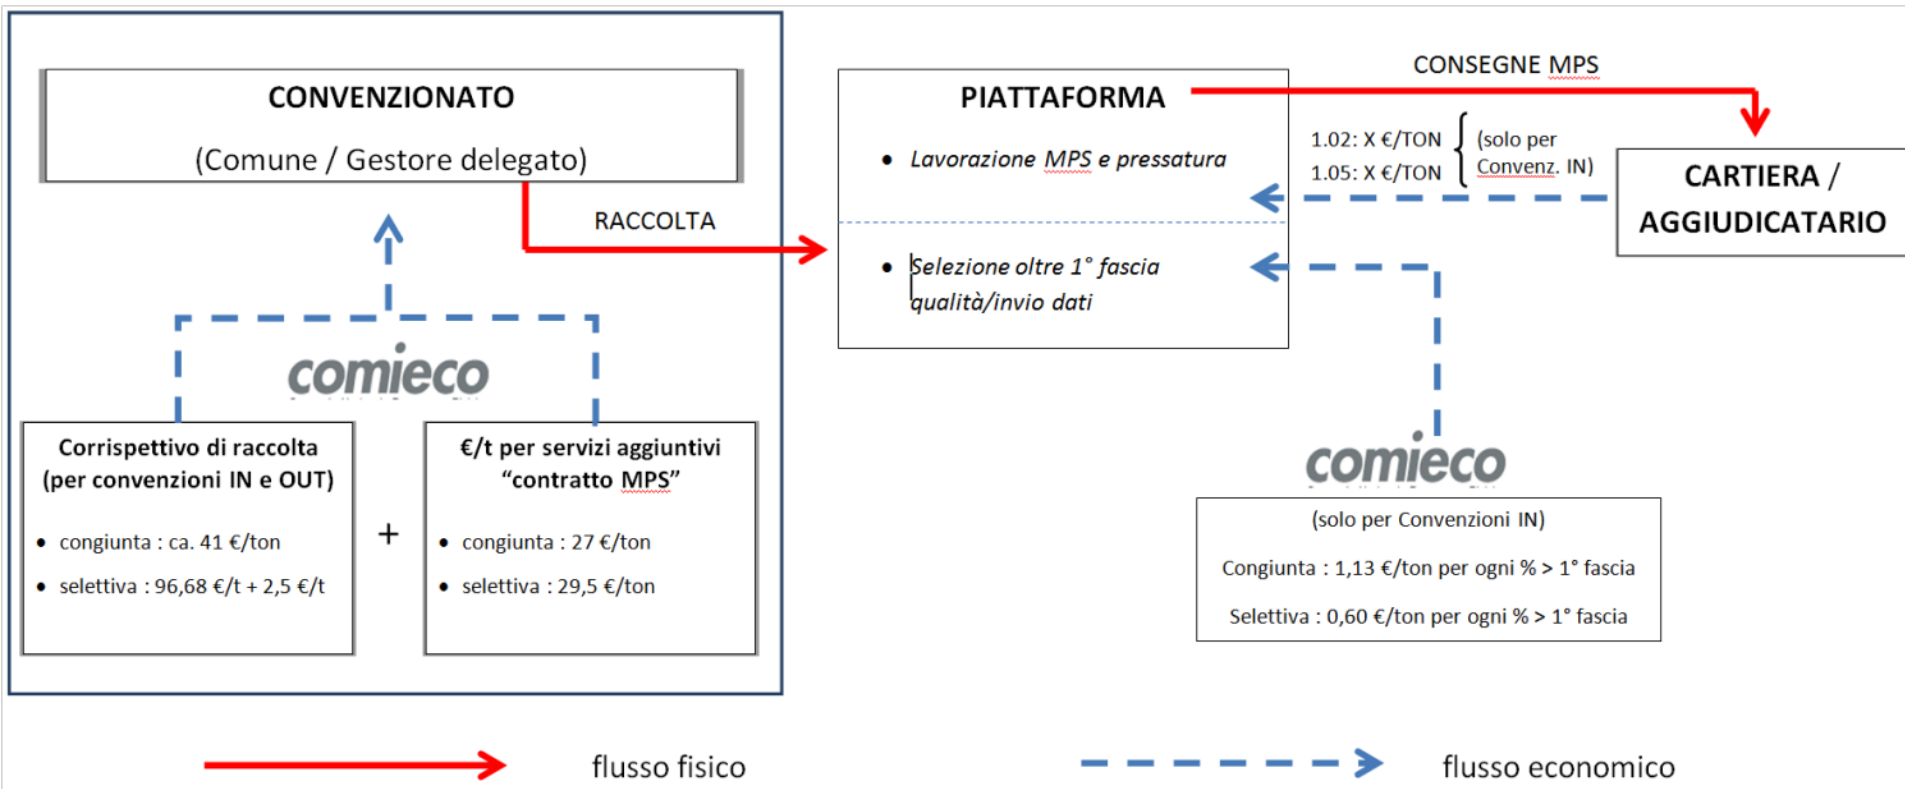 CONVENZIONATO
(Comune / Gestore delegato)
RACCOLTA
comieco
Corrispettivo di raccolta
(per convenzioni IN e OUT)
• congiunta : ca. 41 €/ton
• selettiva : 96,68 €/t + 2,5 €/t
+
€/t per servizi aggiuntivi
“contratto MPS”
• congiunta : 27 €/ton
• selettiva : 29,5 €/ton
PIATTAFORMA
• Lavorazione MPS e pressatura
• Selezione oltre 1° fascia
qualità/invio dati
CONSEGNE MPS
1.02: X €/TON
1.05: X €/TON
(solo per
Convenz. IN)
CARTIERA /
AGGIUDICATARIO
comieco
(solo per Convenzioni IN)
Congiunta : 1,13 €/ton per ogni % > 1° fascia
Selettiva : 0,60 €/ton per ogni % > 1° fascia
flusso fisico
flusso economico